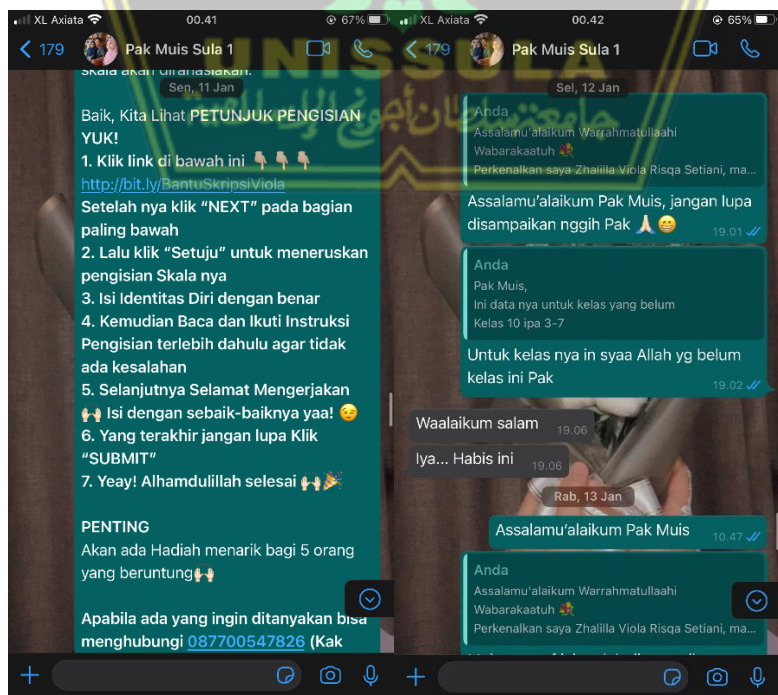 XL Axiata 00.41 67%
179 Pak Muis Sula 1
skala akan dirahasiakan.
Sen, 11 Jan
Baik, Kita Lihat PETUNJUK PENGISIAN
YUK!
1. Klik link di bawah ini 👇🏼👇🏼👇🏼
http://bit.ly/BantuSkripsiViola
Setelah nya klik “NEXT” pada bagian
paling bawah
2. Lalu klik “Setuju” untuk meneruskan
pengisian Skala nya
3. Isi Identitas Diri dengan benar
4. Kemudian Baca dan Ikuti Instruksi
Pengisian terlebih dahulu agar tidak
ada kesalahan
5. Selanjutnya Selamat Mengerjakan
🙌🏻 Isi dengan sebaik-baiknya yaa! 😉
6. Yang terakhir jangan lupa Klik
“SUBMIT”
7. Yeay! Alhamdulillah selesai 🙌🏻🎉
PENTING
Akan ada Hadiah menarik bagi 5 orang
yang beruntung🙌🏻
Apabila ada yang ingin ditanyakan bisa
menghubungi 087700547826 (Kak
XL Axiata 00.42 65%
179 Pak Muis Sula 1
Sel, 12 Jan
Anda
Assalamu'alaikum Warrahmatullaahi
Wabarakaatuh 💐
Perkenalkan saya Zhalilla Viola Risqa Setiani, ma...
Assalamu'alaikum Pak Muis, jangan lupa
disampaikan nggih Pak 🙏🏻😁
19.01
Anda
Pak Muis,
Ini data nya untuk kelas yang belum
Kelas 10 ipa 3-7
Untuk kelas nya in syaa Allah yg belum
kelas ini Pak
19.02
Waalaikum salam 19.06
Iya... Habis ini 19.06
Rab, 13 Jan
Assalamu'alaikum Pak Muis 10.47
Anda
Assalamu'alaikum Warrahmatullaahi
Wabarakaatuh 💐
Perkenalkan saya Zhalilla Viola Risqa Setiani, ma...
UNISSULA
جامعة سلطان أجونج الإسلامية